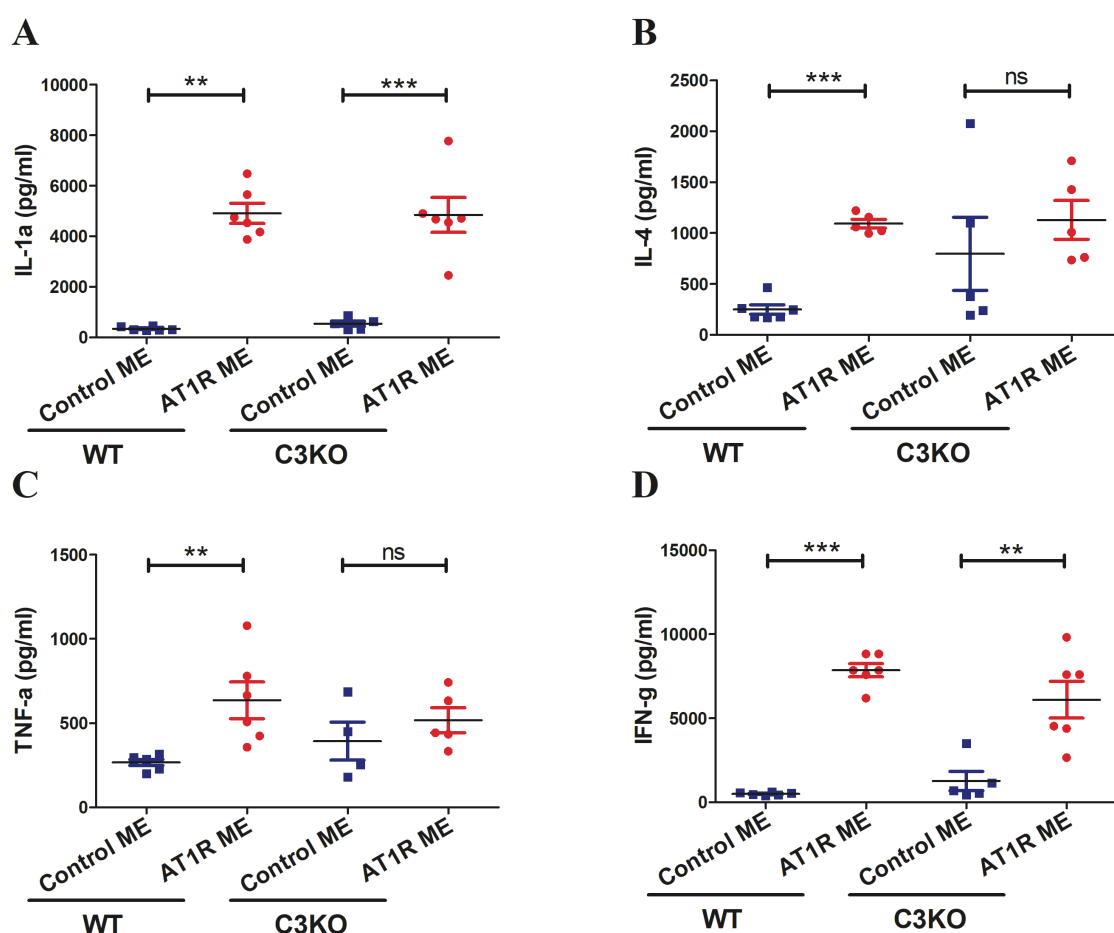 A
IL-1a (pg/ml)
10000
8000
6000
4000
2000
0
**
***
Control ME
AT1R ME
Control ME
AT1R ME
WT
C3KO
B
IL-4 (pg/ml)
2500
2000
1500
1000
500
0
***
ns
Control ME
AT1R ME
Control ME
AT1R ME
WT
C3KO
C
TNF-a (pg/ml)
1500
1000
500
0
**
ns
Control ME
AT1R ME
Control ME
AT1R ME
WT
C3KO
D
IFN-g (pg/ml)
15000
10000
5000
0
***
**
Control ME
AT1R ME
Control ME
AT1R ME
WT
C3KO